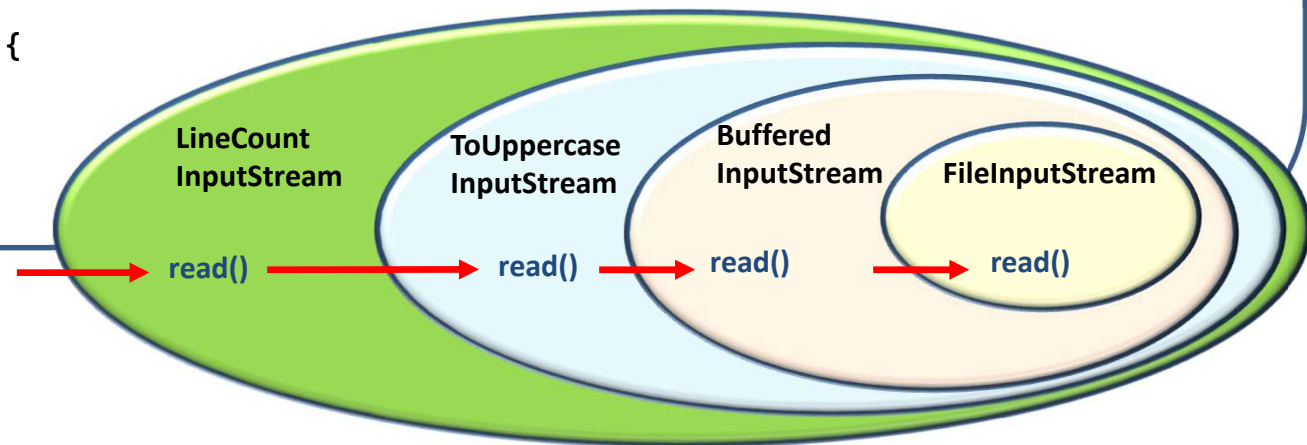 {
LineCount
InputStream
ToUppercase
InputStream
Buffered
InputStream
FileInputStream
read()
read()
read()
read()